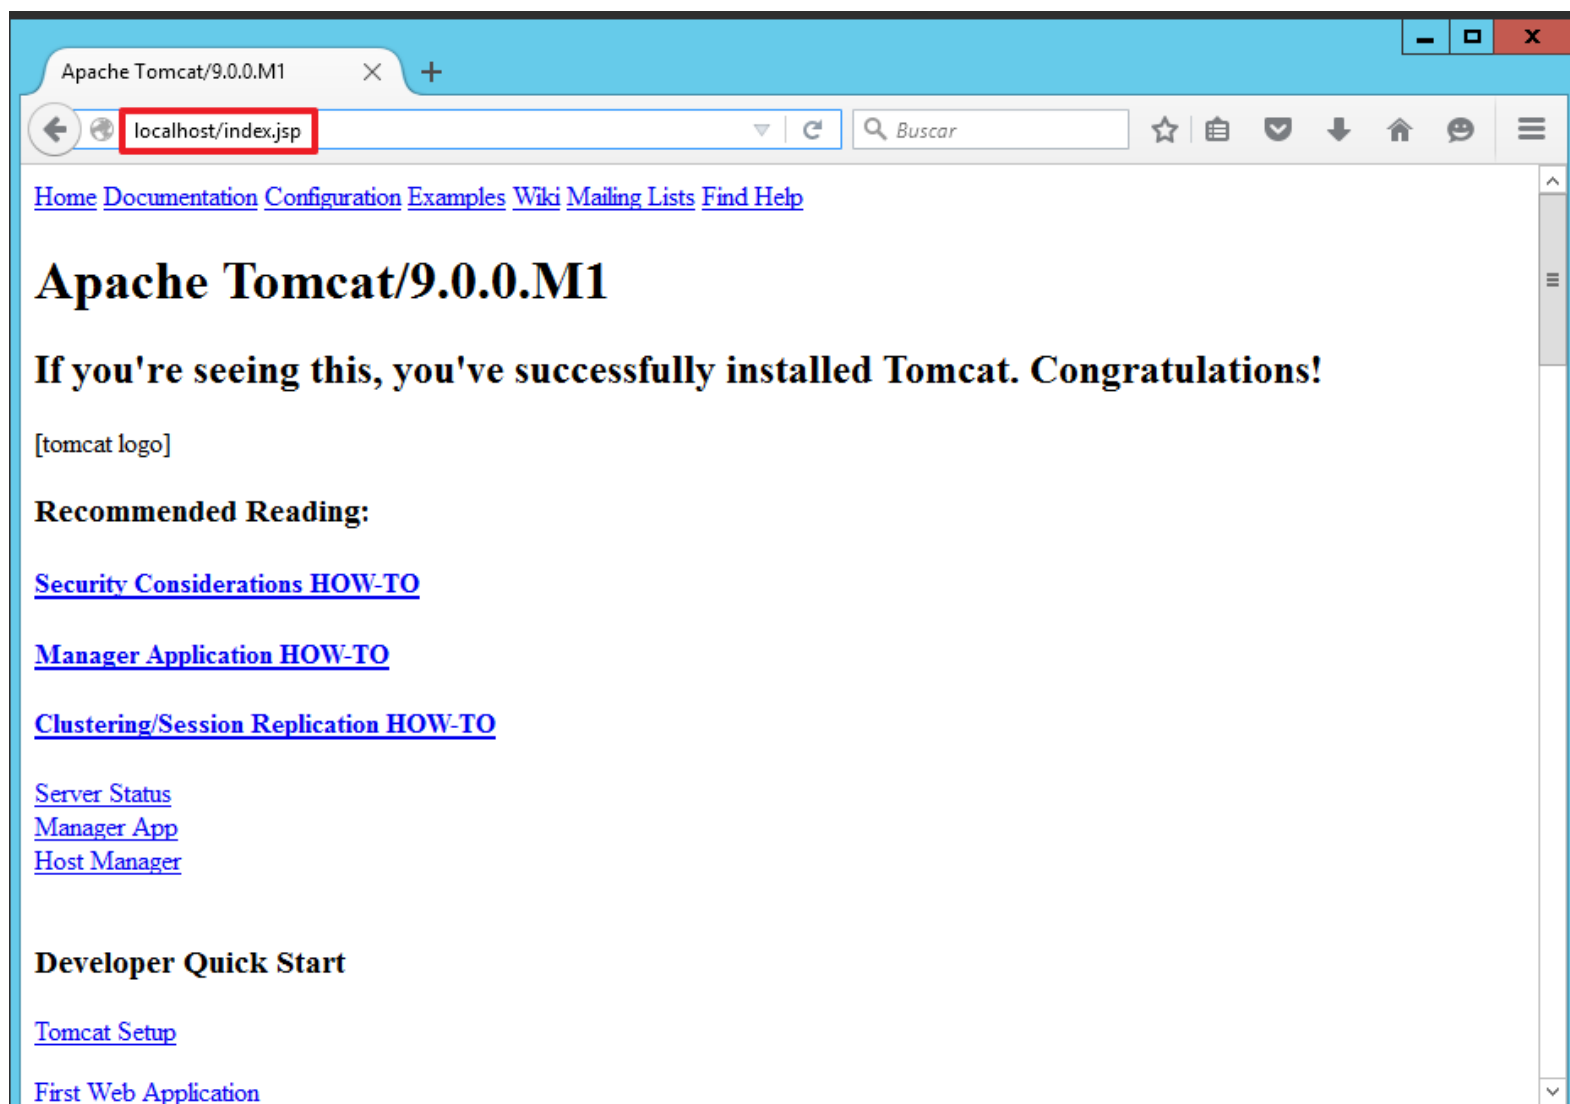 Apache Tomcat/9.0.0.M1
localhost/index.jsp
Buscar
Home Documentation Configuration Examples Wiki Mailing Lists Find Help
Apache Tomcat/9.0.0.M1
If you're seeing this, you've successfully installed Tomcat. Congratulations!
[tomcat logo]
Recommended Reading:
Security Considerations HOW-TO
Manager Application HOW-TO
Clustering/Session Replication HOW-TO
Server Status
Manager App
Host Manager
Developer Quick Start
Tomcat Setup
First Web Application